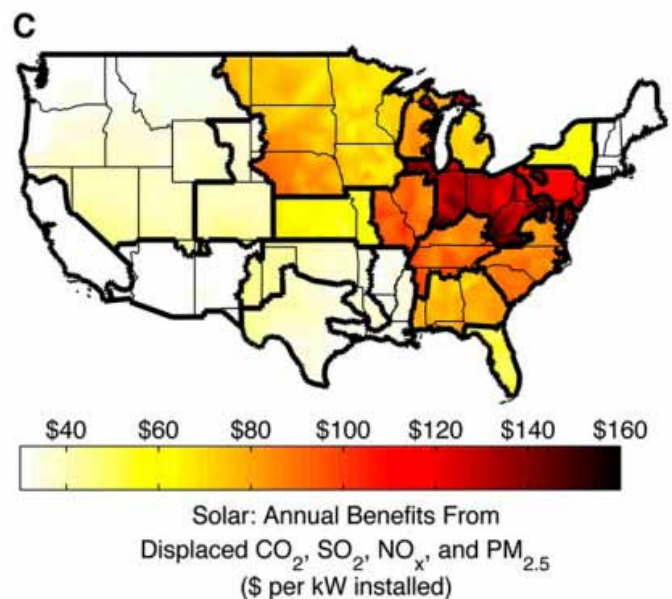 C
$40 $60 $80 $100 $120 $140 $160
Solar: Annual Benefits From
Displaced CO₂, SO₂, NOₓ, and PM₂.₅
($ per kW installed)